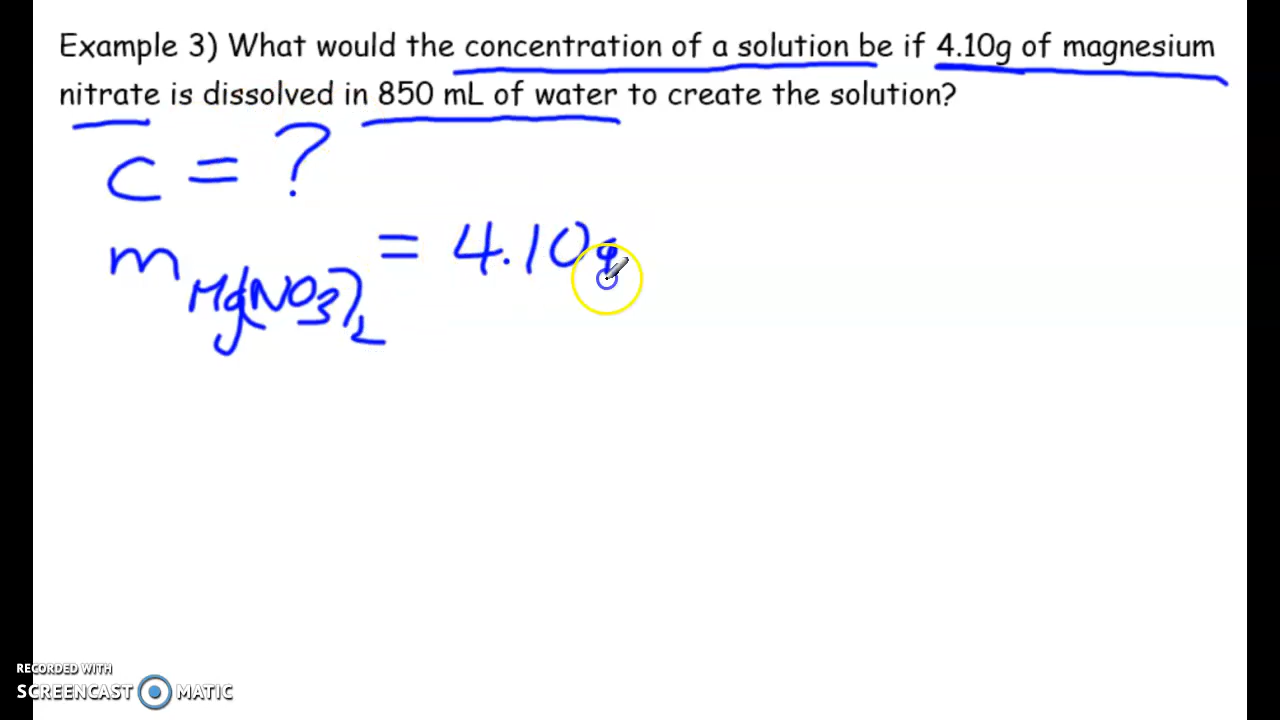 Example 3) What would the concentration of a solution be if 4.10g of magnesium
nitrate is dissolved in 850 mL of water to create the solution?
c = ?
m Mg(NO3)2 = 4.10g
RECORDED WITH
SCREENCAST MATIC